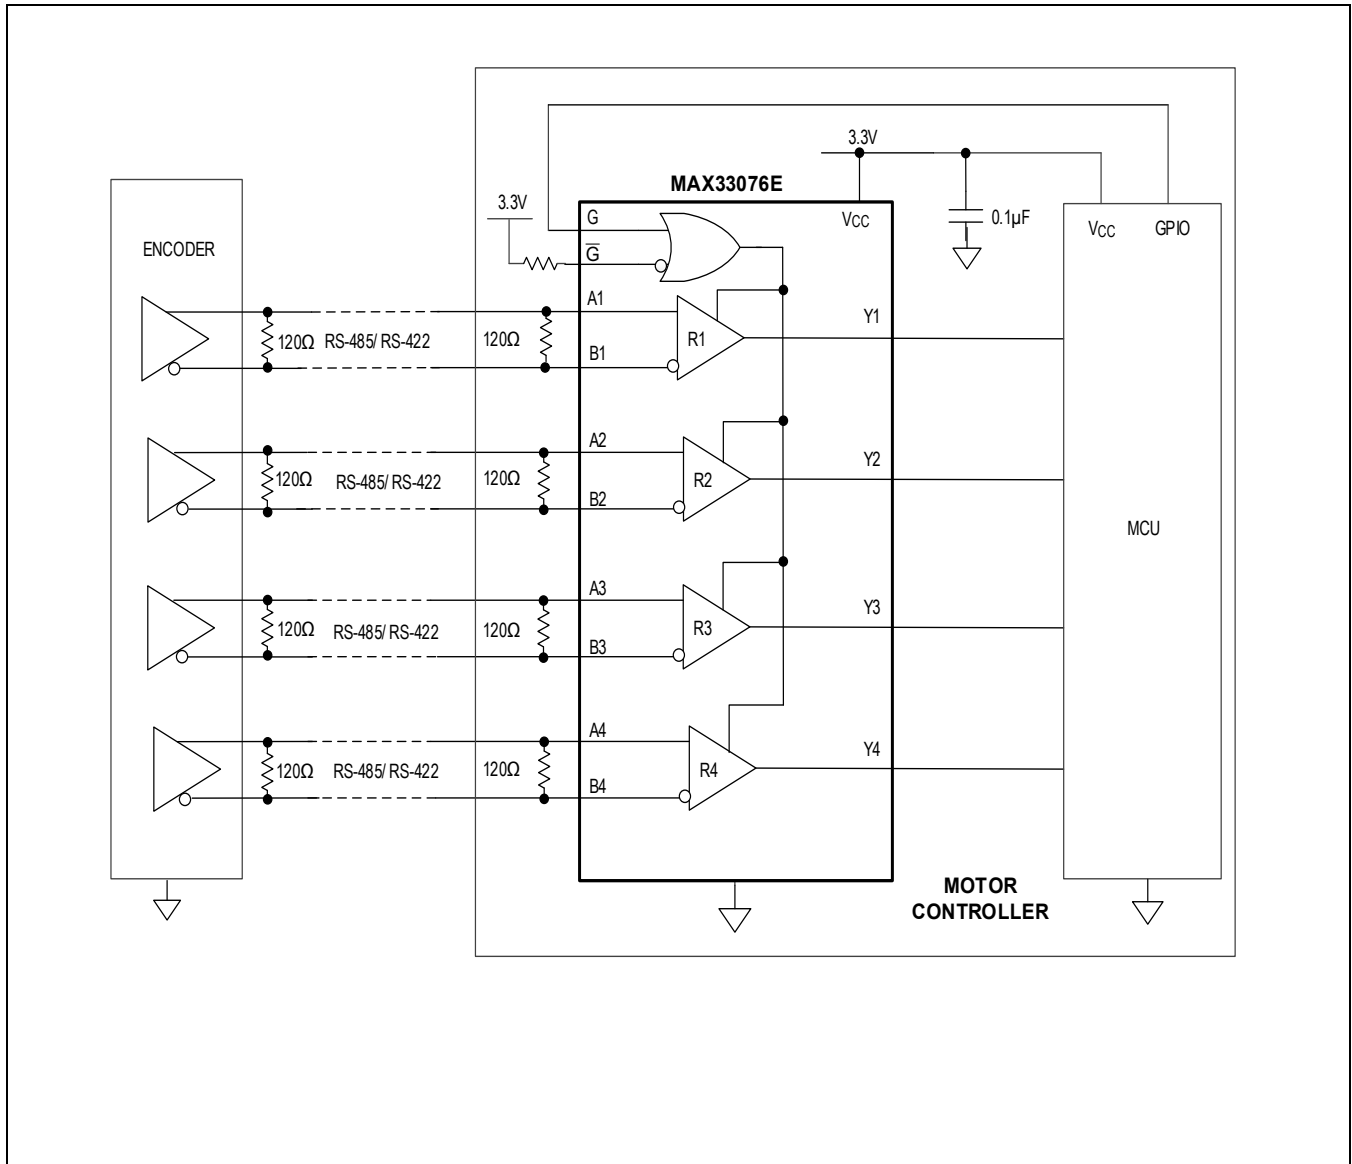 3.3V
MAX33076E
3.3V
G
VCC
0.1µF
VCC GPIO
ENCODER
G̅
A1
Y1
120Ω RS-485/ RS-422 120Ω
R1
B1
A2
Y2
120Ω RS-485/ RS-422 120Ω
R2
B2
MCU
A3
Y3
120Ω RS-485/ RS-422 120Ω
R3
B3
A4
Y4
120Ω RS-485/ RS-422 120Ω
R4
B4
MOTOR
CONTROLLER